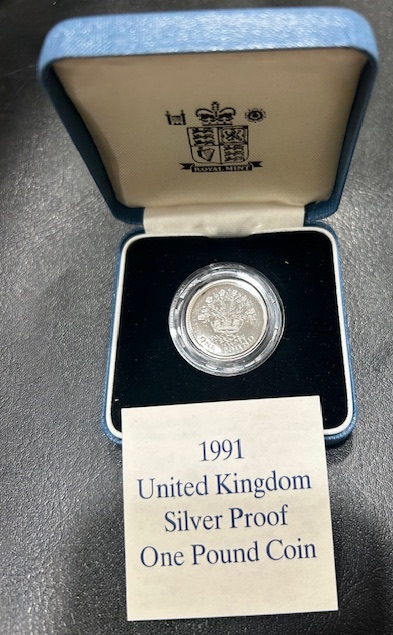 ROYAL MINT
ONE POUND
1991
United Kingdom
Silver Proof
One Pound Coin